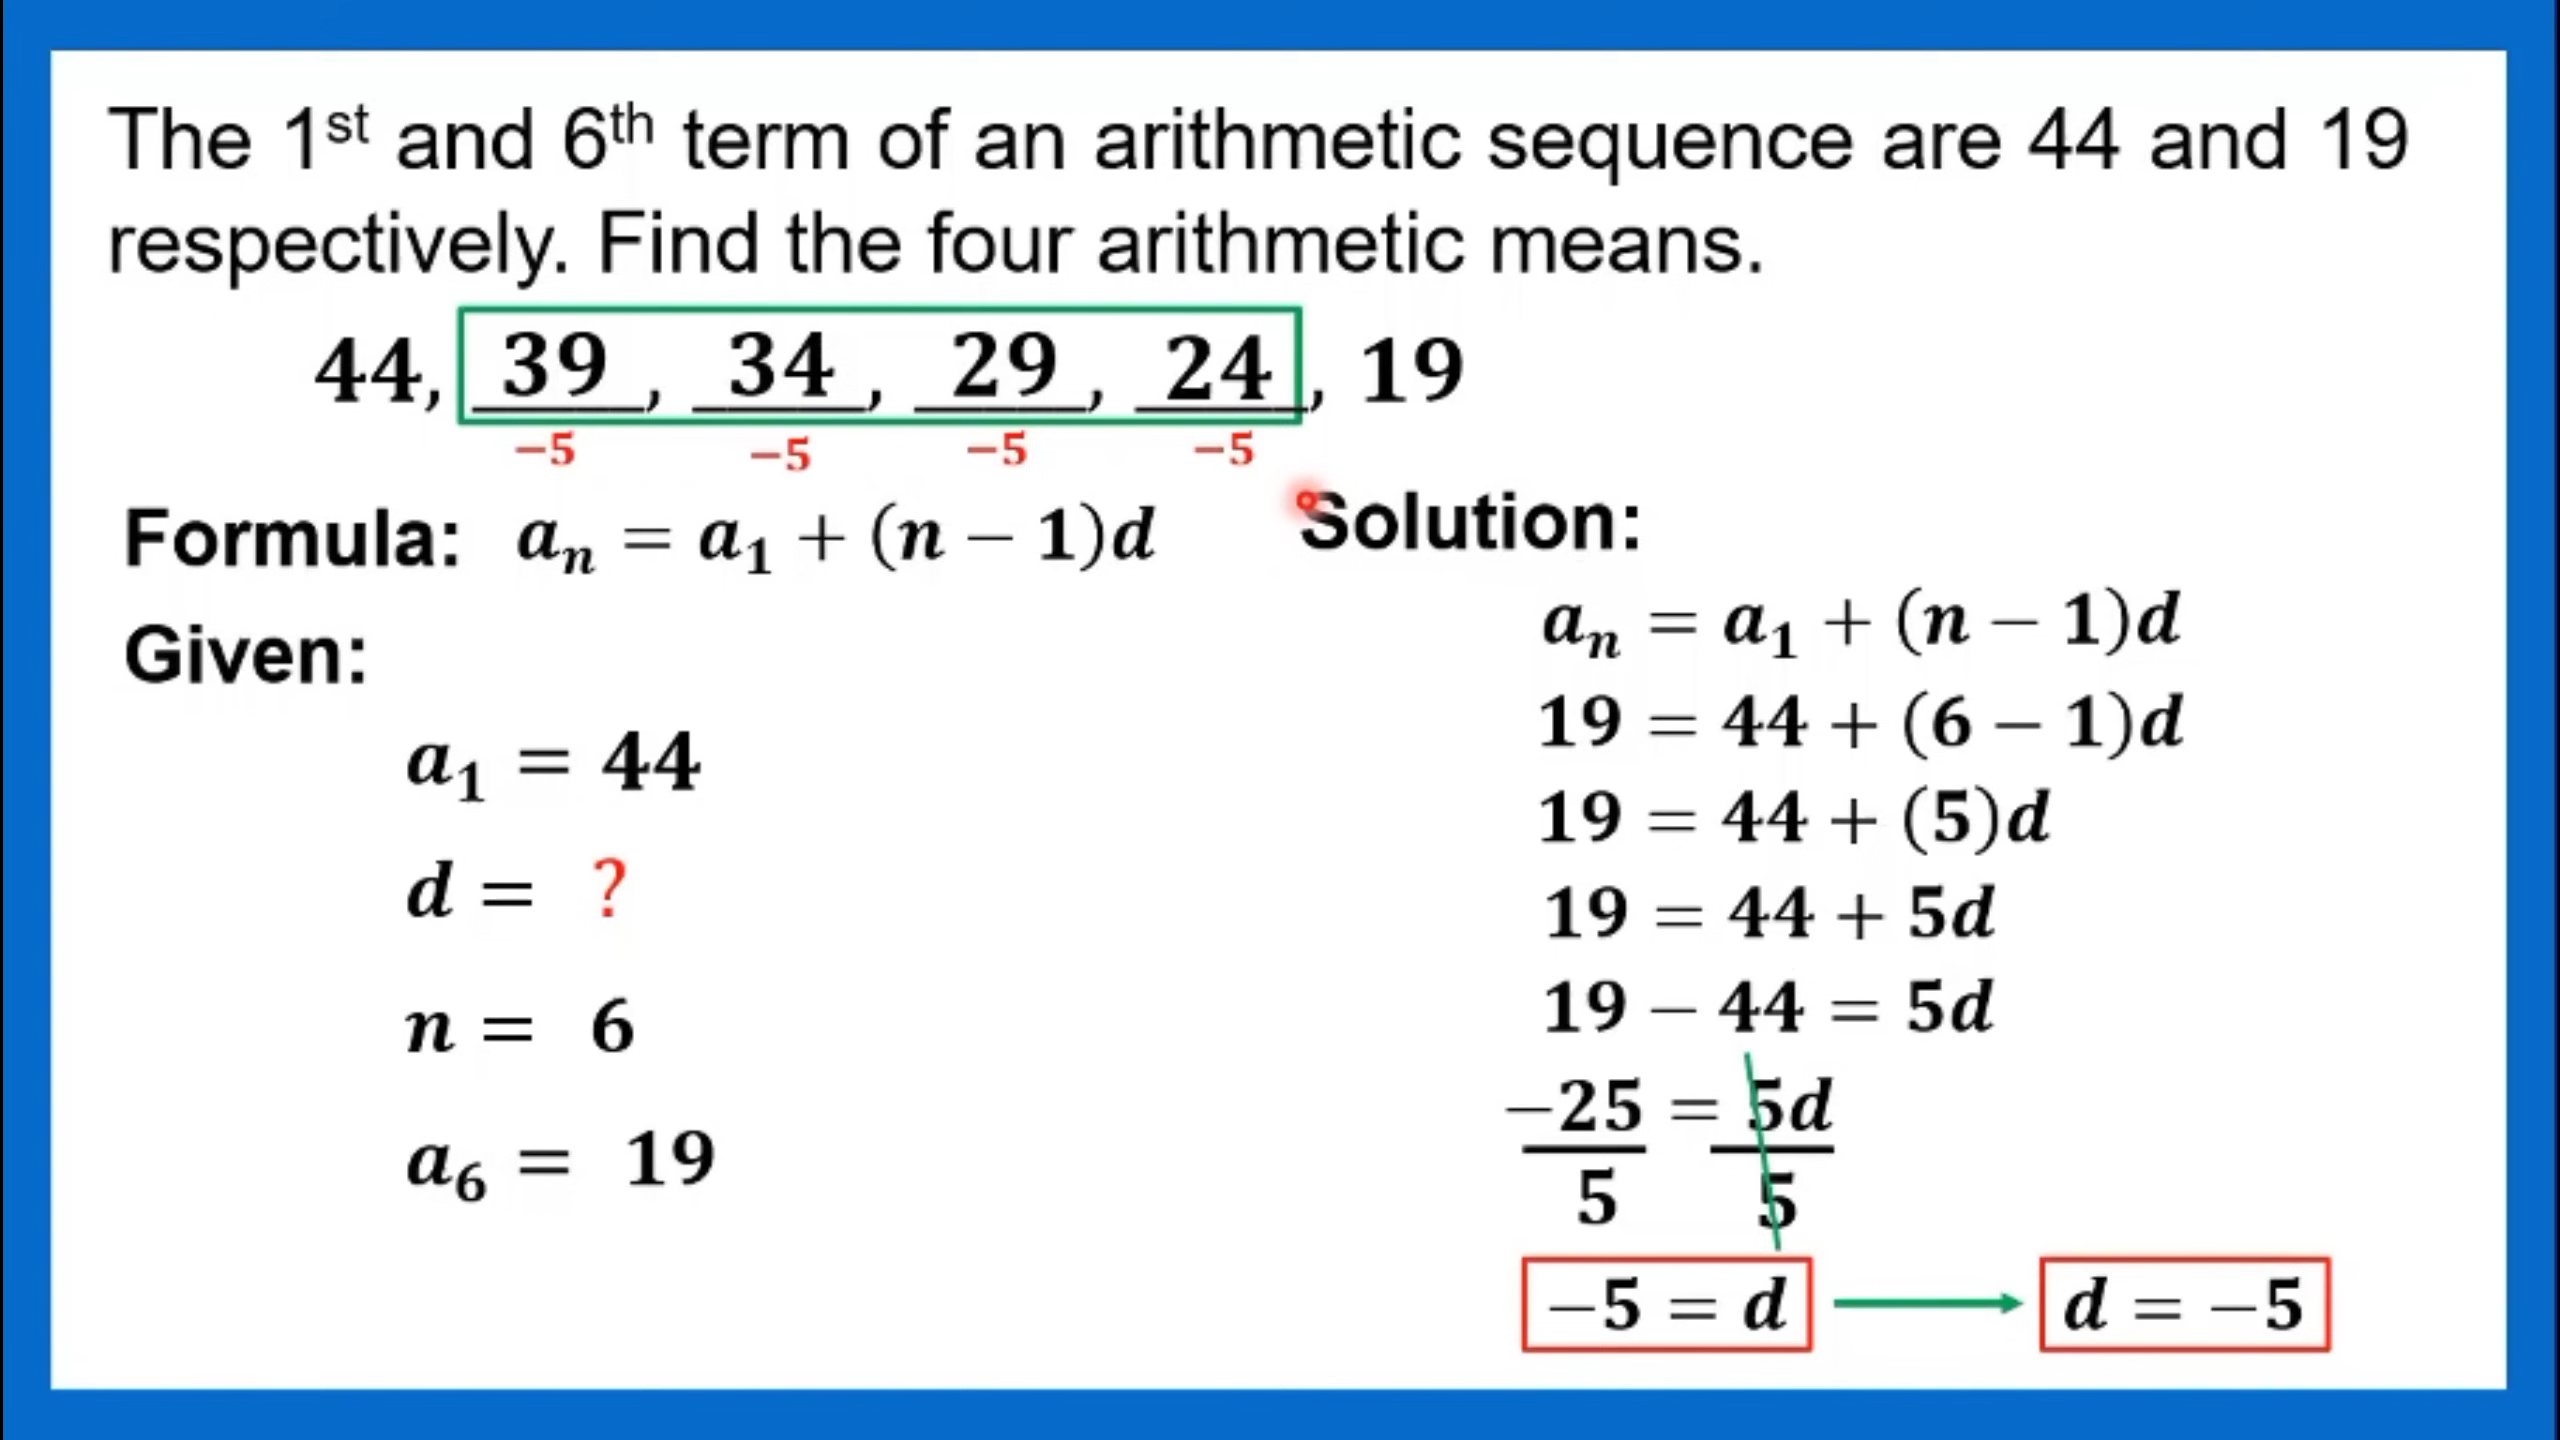 The 1st and 6th term of an arithmetic sequence are 44 and 19
respectively. Find the four arithmetic means.
44, 39, 34, 29, 24, 19
−5 −5 −5 −5
Formula: aₙ = a₁ + (n − 1)d
Given:
a₁ = 44
d = ?
n = 6
a₆ = 19
Solution:
aₙ = a₁ + (n − 1)d
19 = 44 + (6 − 1)d
19 = 44 + (5)d
19 = 44 + 5d
19 − 44 = 5d
−25 = 5d
5 5
−5 = d d = −5